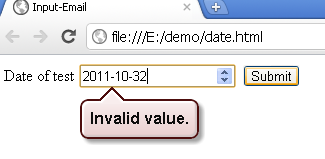 Input-Email
file:///E:/demo/date.html
Date of test 2011-10-32 Submit
Invalid value.